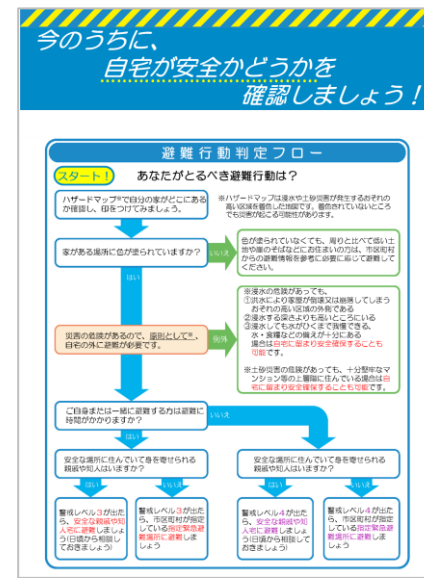 今のうちに、
自宅が安全かどうかを
確認しましょう！
避難行動判定フロー
スタート！
あなたがとるべき避難行動は？
ハザードマップ※で自分の家がどこにある
か確認し、印をつけてみましょう。
※ハザードマップは浸水や土砂災害が発生するおそれの
高い区域を着色した地図です。着色されていないところ
でも災害が起こる可能性があります。
家がある場所に色が塗られていますか？
いいえ
色が塗られていなくても、周りと比べて低い土
地や崖のそばなどにお住まいの方は、市区町村
からの避難情報を参考に必要に応じて避難して
ください。
はい
災害の危険があるので、原則として※、
自宅の外に避難が必要です。
例外
※浸水の危険があっても、
①洪水により家屋が倒壊又は崩落してしまう
おそれの高い区域の外側である
②浸水する深さよりも高いところにいる
③浸水しても水がひくまで我慢できる、
水・食糧などの備えが十分にある
場合は自宅に留まり安全確保することも
可能です。
※土砂災害の危険があっても、十分堅牢なマ
ンション等の上層階に住んでいる場合は自
宅に留まり安全確保することも可能です。
ご自身または一緒に避難する方は避難に
時間がかかりますか？
いいえ
はい
安全な場所に住んでいて身を寄せられる
親戚や知人はいますか？
安全な場所に住んでいて身を寄せられる
親戚や知人はいますか？
はい
いいえ
はい
いいえ
警戒レベル3が出た
ら、安全な親戚や知
人宅に避難しましょ
う(日頃から相談し
ておきましょう)
警戒レベル3が出た
ら、市区町村が指定
している指定緊急避
難場所に避難しま
しょう
警戒レベル4が出た
ら、安全な親戚や知
人宅に避難しましょ
う(日頃から相談し
ておきましょう)
警戒レベル4が出た
ら、市区町村が指定
している指定緊急避
難場所に避難しま
しょう